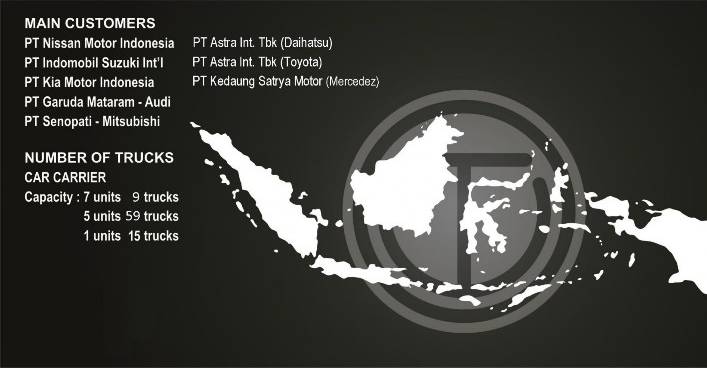 MAIN CUSTOMERS
PT Nissan Motor Indonesia PT Astra Int. Tbk (Daihatsu)
PT Indomobil Suzuki Int'l PT Astra Int. Tbk (Toyota)
PT Kia Motor Indonesia PT Kedaung Satrya Motor (Mercedez)
PT Garuda Mataram - Audi
PT Senopati - Mitsubishi
NUMBER OF TRUCKS
CAR CARRIER
Capacity : 7 units 9 trucks
5 units 59 trucks
1 units 15 trucks